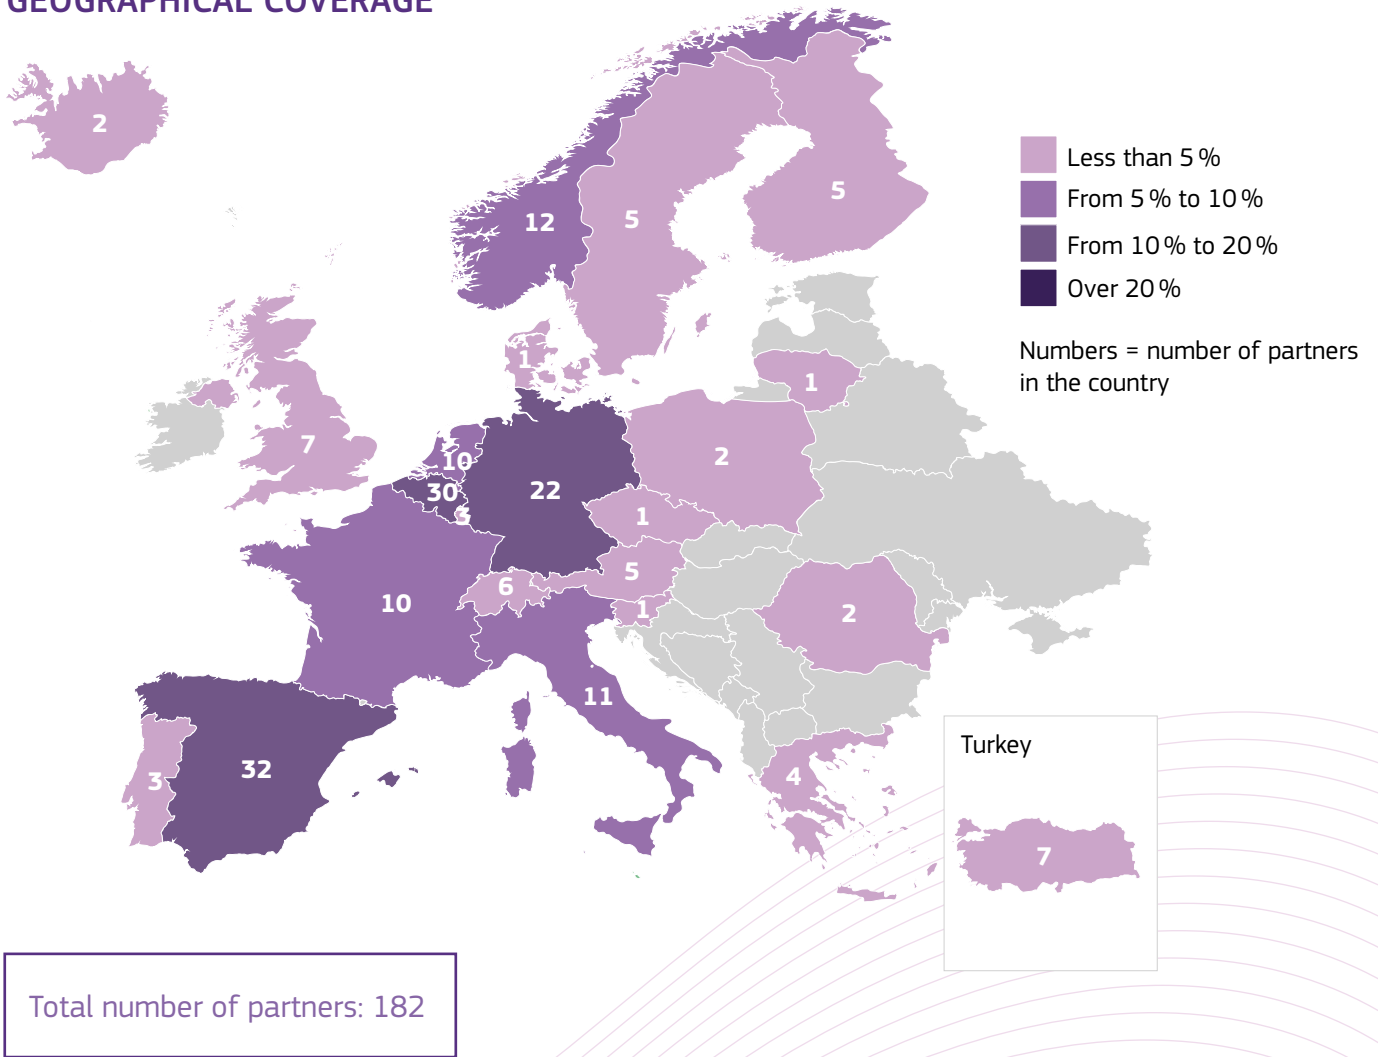 GEOGRAPHICAL COVERAGE
2
12
5
5
Less than 5 %
From 5 % to 10 %
From 10 % to 20 %
Over 20 %
Numbers = number of partners
in the country
1
1
7
10
30
3
22
2
1
5
6
1
10
2
11
3
32
4
Turkey
7
Total number of partners: 182